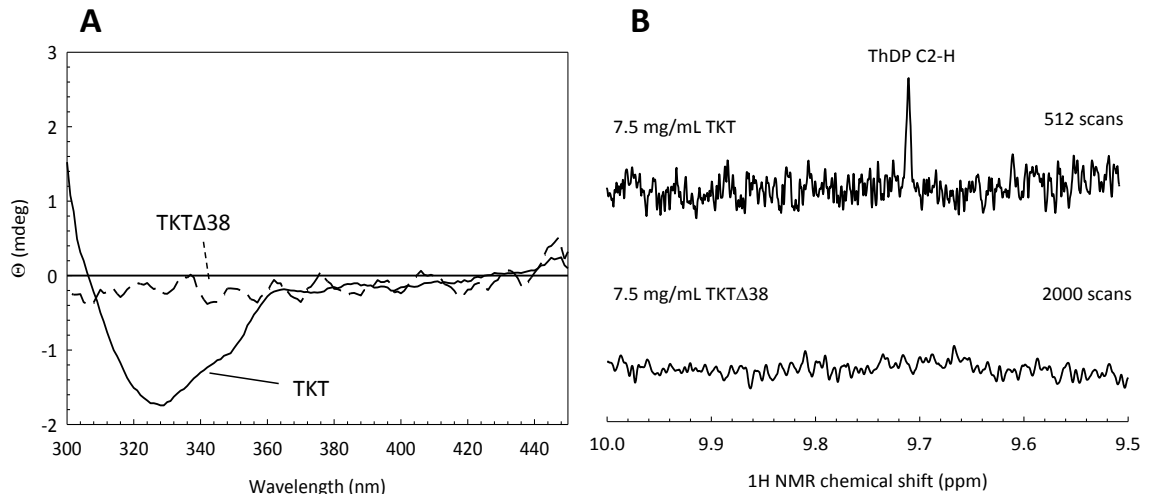 A
3
2
1
0
-1
-2
Θ (mdeg)
TKTΔ38
TKT
300 320 340 360 380 400 420 440
Wavelength (nm)
B
ThDP C2-H
7.5 mg/mL TKT
512 scans
7.5 mg/mL TKTΔ38
2000 scans
10.0 9.9 9.8 9.7 9.6 9.5
1H NMR chemical shift (ppm)